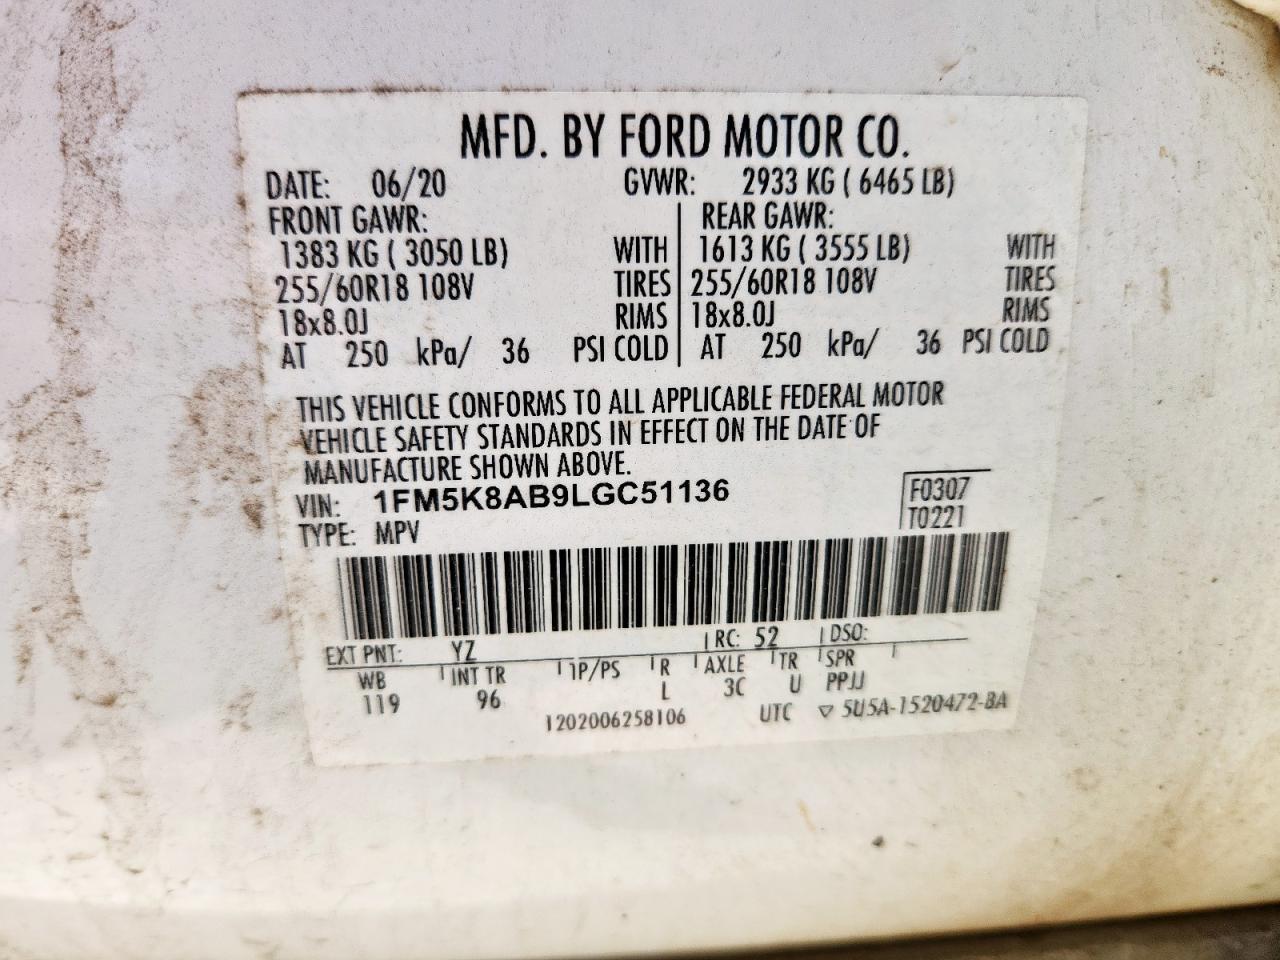 MFD. BY FORD MOTOR CO.
DATE: 06/20 GVWR: 2933 KG ( 6465 LB)
FRONT GAWR: REAR GAWR:
1383 KG ( 3050 LB) WITH 1613 KG ( 3555 LB) WITH
255/60R18 108V TIRES 255/60R18 108V TIRES
18x8.0J RIMS 18x8.0J RIMS
AT 250 kPa/ 36 PSI COLD AT 250 kPa/ 36 PSI COLD
THIS VEHICLE CONFORMS TO ALL APPLICABLE FEDERAL MOTOR
VEHICLE SAFETY STANDARDS IN EFFECT ON THE DATE OF
MANUFACTURE SHOWN ABOVE.
VIN: 1FM5K8AB9LGC51136 F0307
TYPE: MPV T0221
EXT PNT: YZ RC: 52 DSO:
WB INT TR TP/PS R AXLE TR SPR
119 96 L 3C U PPJJ
1202006258106 UTC ▽ 5U5A-1520472-BA